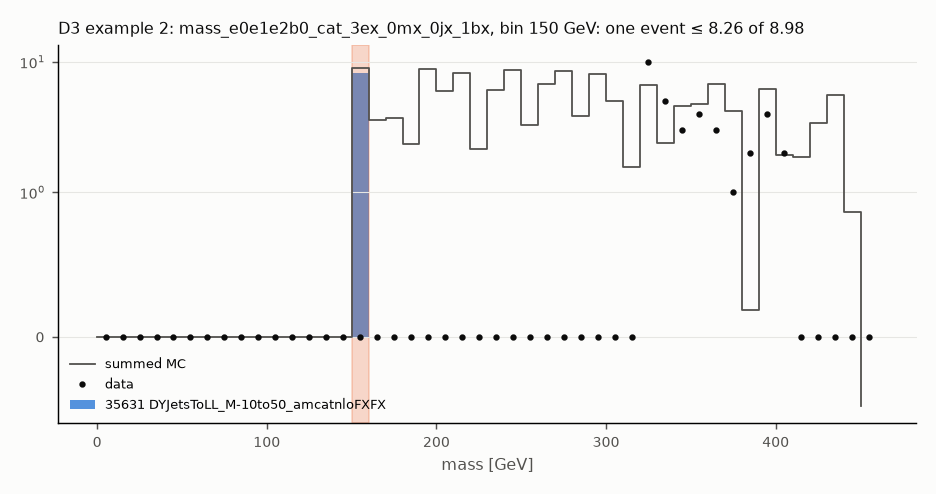 D3 example 2: mass_e0e1e2b0_cat_3ex_0mx_0jx_1bx, bin 150 GeV: one event ≤ 8.26 of 8.98
10¹
10⁰
0
summed MC
data
35631 DYJetsToLL_M-10to50_amcatnloFXFX
0 100 200 300 400
mass [GeV]